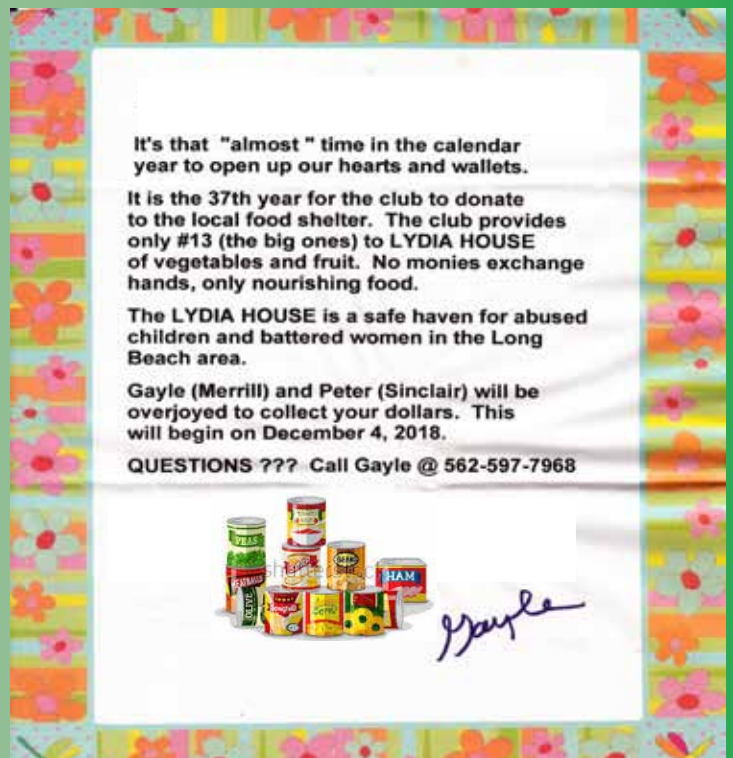 It's that "almost " time in the calendar
year to open up our hearts and wallets.
It is the 37th year for the club to donate
to the local food shelter. The club provides
only #13 (the big ones) to LYDIA HOUSE
of vegetables and fruit. No monies exchange
hands, only nourishing food.
The LYDIA HOUSE is a safe haven for abused
children and battered women in the Long
Beach area.
Gayle (Merrill) and Peter (Sinclair) will be
overjoyed to collect your dollars. This
will begin on December 4, 2018.
QUESTIONS ??? Call Gayle @ 562-597-7968
PEAS
MEATBALLS
HAM
OLIVE
Gayle